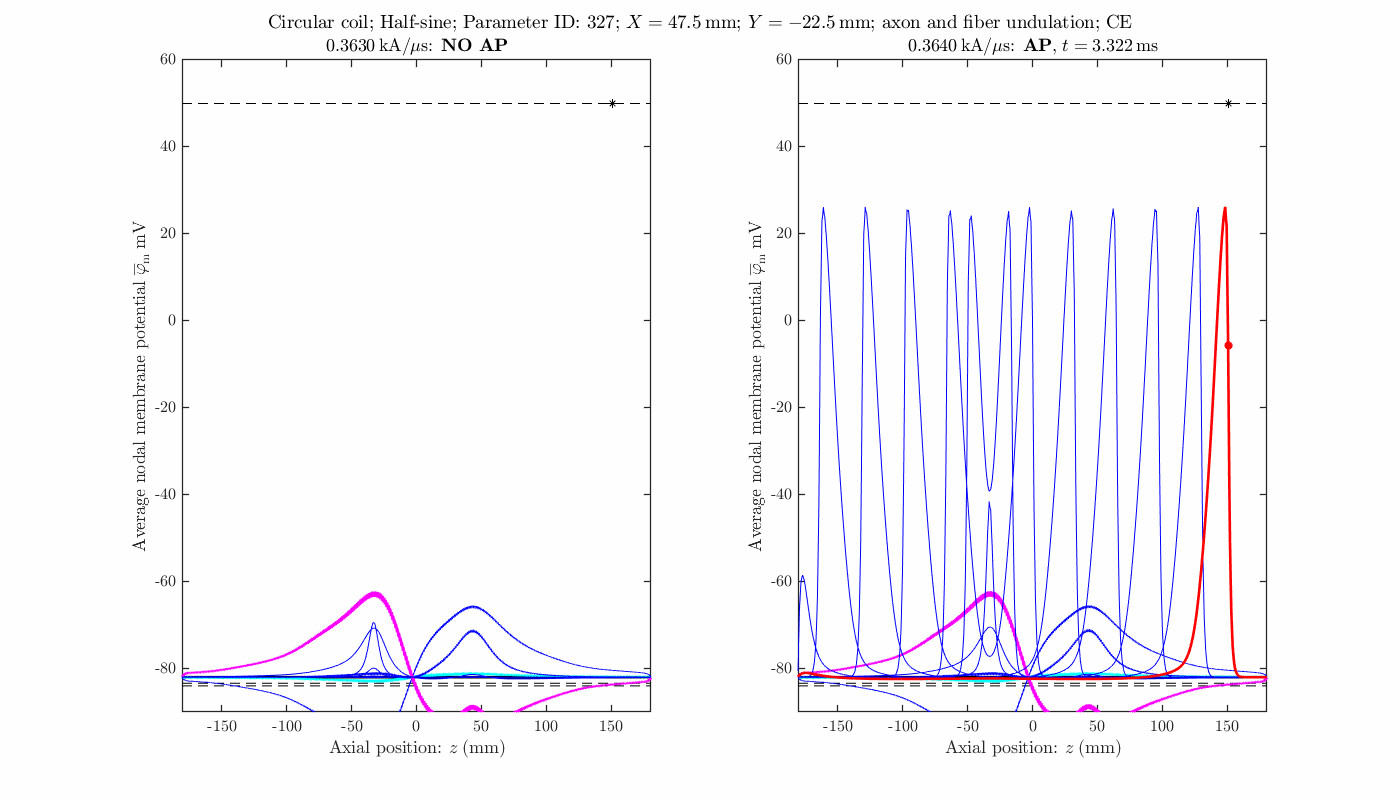 Circular coil; Half-sine; Parameter ID: 327; X = 47.5 mm; Y = −22.5 mm; axon and fiber undulation; CE
0.3630 kA/μs: NO AP
60
40
20
0
-20
-40
-60
-80
Average nodal membrane potential φ̅m mV
-150 -100 -50 0 50 100 150
Axial position: z (mm)
0.3640 kA/μs: AP, t = 3.322 ms
60
40
20
0
-20
-40
-60
-80
Average nodal membrane potential φ̅m mV
-150 -100 -50 0 50 100 150
Axial position: z (mm)